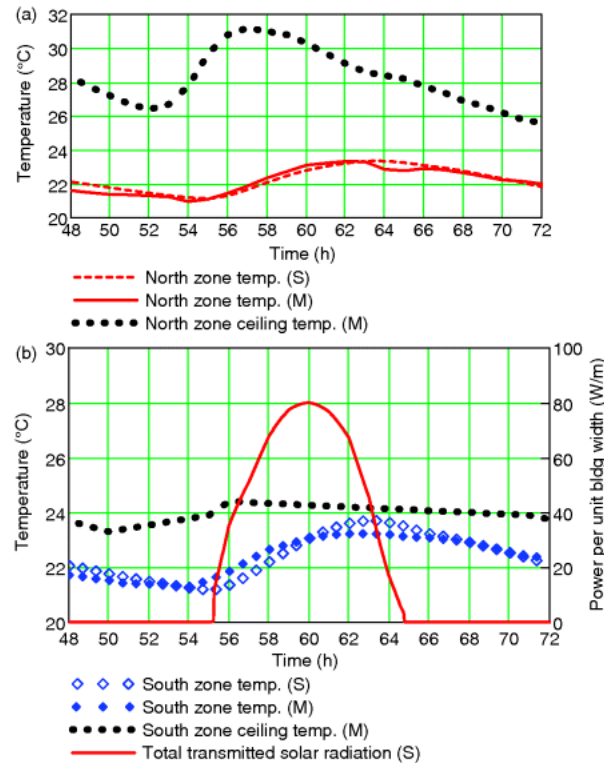 (a)
32
30
28
26
24
22
20
Temperature (°C)
48 50 52 54 56 58 60 62 64 66 68 70 72
Time (h)
North zone temp. (S)
North zone temp. (M)
North zone ceiling temp. (M)
(b)
30
28
26
24
22
20
Temperature (°C)
100
80
60
40
20
0
Power per unit bldq width (W/m)
48 50 52 54 56 58 60 62 64 66 68 70 72
Time (h)
South zone temp. (S)
South zone temp. (M)
South zone ceiling temp. (M)
Total transmitted solar radiation (S)